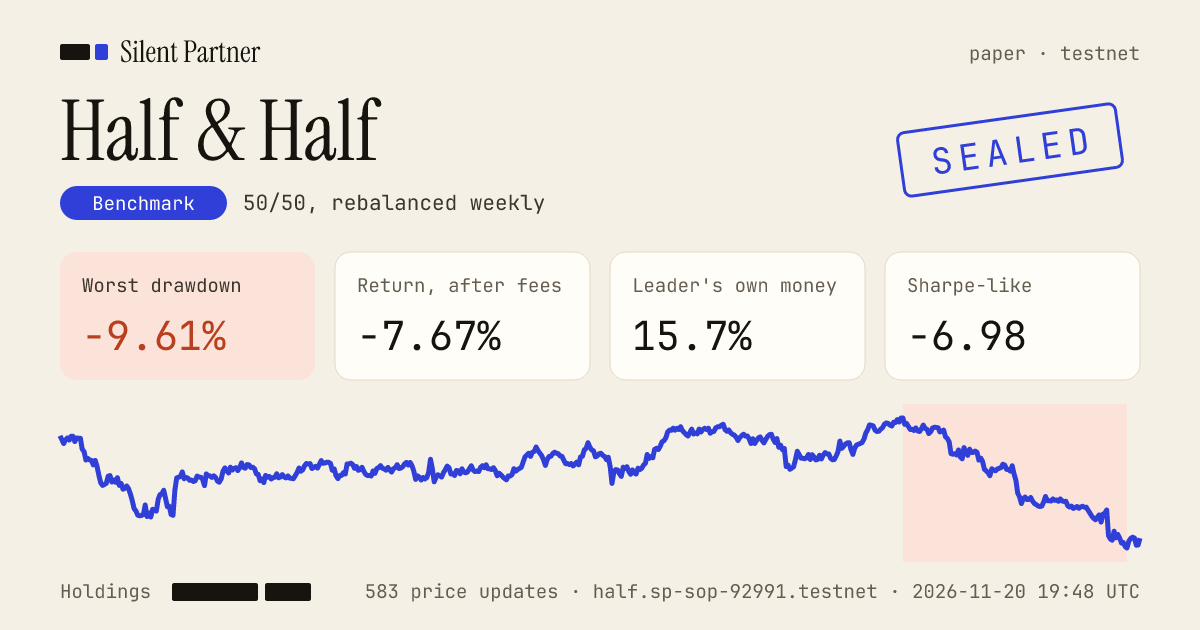 Silent Partner
paper · testnet
Half & Half
SEALED
Benchmark
50/50, rebalanced weekly
Worst drawdown
-9.61%
Return, after fees
-7.67%
Leader's own money
15.7%
Sharpe-like
-6.98
Holdings
583 price updates · half.sp-sop-92991.testnet · 2026-11-20 19:48 UTC